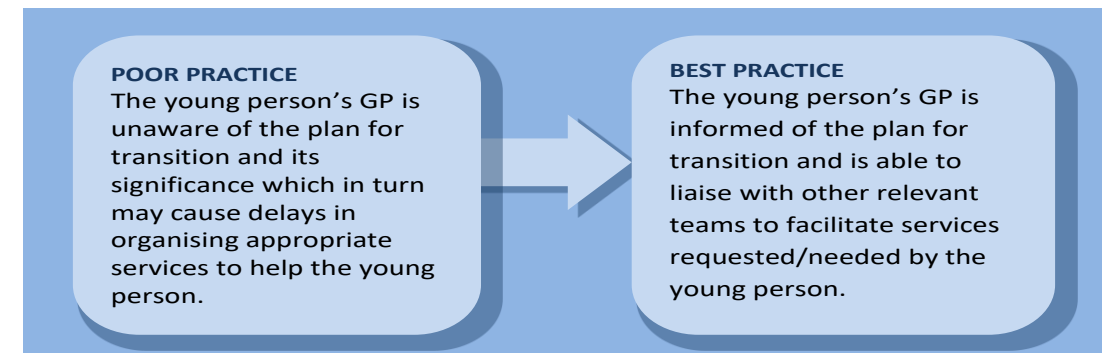 POOR PRACTICE
The young person’s GP is
unaware of the plan for
transition and its
significance which in turn
may cause delays in
organising appropriate
services to help the young
person.
BEST PRACTICE
The young person’s GP is
informed of the plan for
transition and is able to
liaise with other relevant
teams to facilitate services
requested/needed by the
young person.